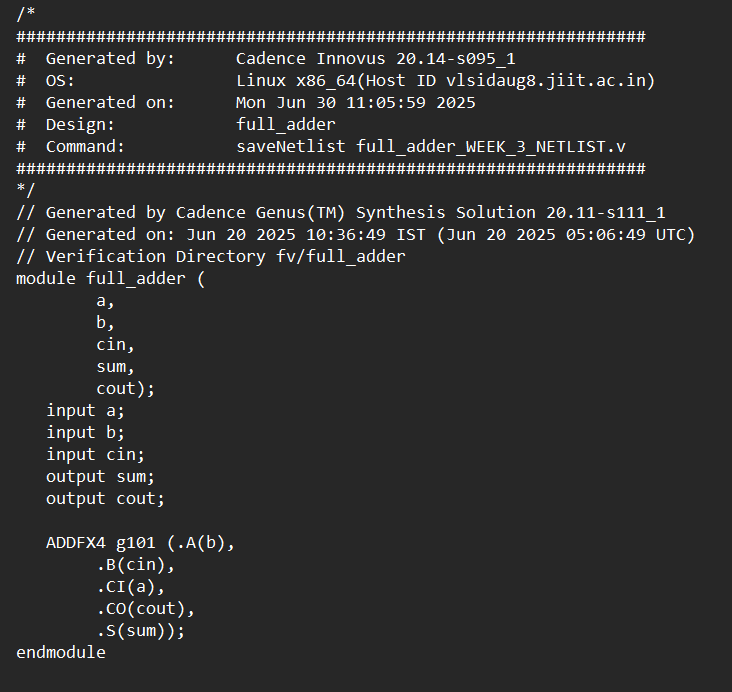 /*
###############################################################
#  Generated by:      Cadence Innovus 20.14-s095_1
#  OS:                Linux x86_64(Host ID vlsidaug8.jiit.ac.in)
#  Generated on:      Mon Jun 30 11:05:59 2025
#  Design:            full_adder
#  Command:           saveNetlist full_adder_WEEK_3_NETLIST.v
###############################################################
*/
// Generated by Cadence Genus(TM) Synthesis Solution 20.11-s111_1
// Generated on: Jun 20 2025 10:36:49 IST (Jun 20 2025 05:06:49 UTC)
// Verification Directory fv/full_adder
module full_adder (
        a,
        b,
        cin,
        sum,
        cout);
   input a;
   input b;
   input cin;
   output sum;
   output cout;

   ADDFX4 g101 (.A(b),
        .B(cin),
        .CI(a),
        .CO(cout),
        .S(sum));
endmodule